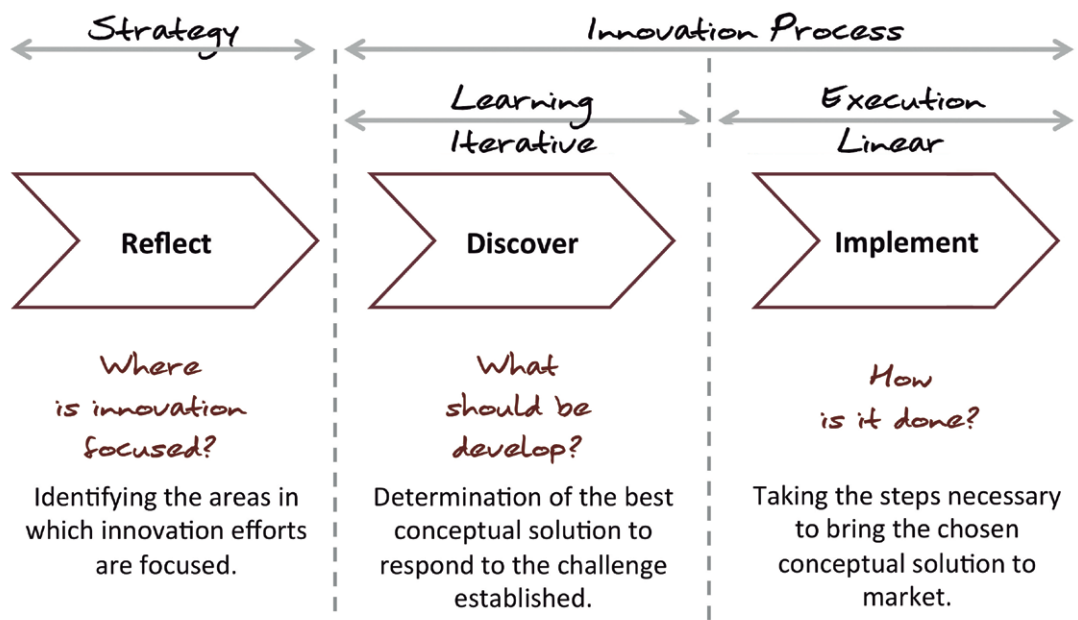 Strategy
Innovation Process
Learning
Execution
Iterative
Linear
Reflect
Discover
Implement
Where
is innovation
focused?
What
should be
develop?
How
is it done?
Identifying the areas in
which innovation efforts
are focused.
Determination of the best
conceptual solution to
respond to the challenge
established.
Taking the steps necessary
to bring the chosen
conceptual solution to
market.